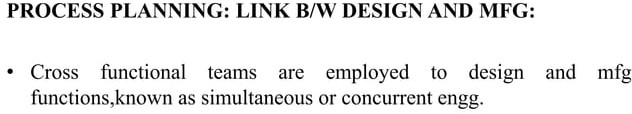 PROCESS PLANNING: LINK B/W DESIGN AND MFG:
• Cross functional teams are employed to design and mfg
functions,known as simultaneous or concurrent engg.